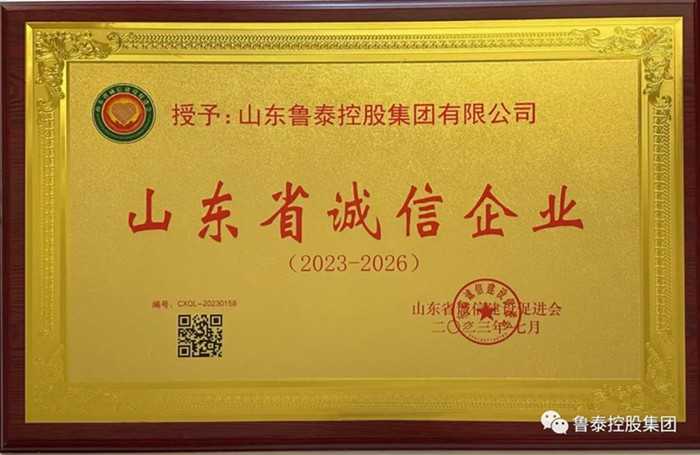 授予：山东鲁泰控股集团有限公司
山东省诚信企业
（2023-2026）
编号：CXQL-20230158
山东省诚信建设促进会
二〇二三年七月
鲁泰控股集团